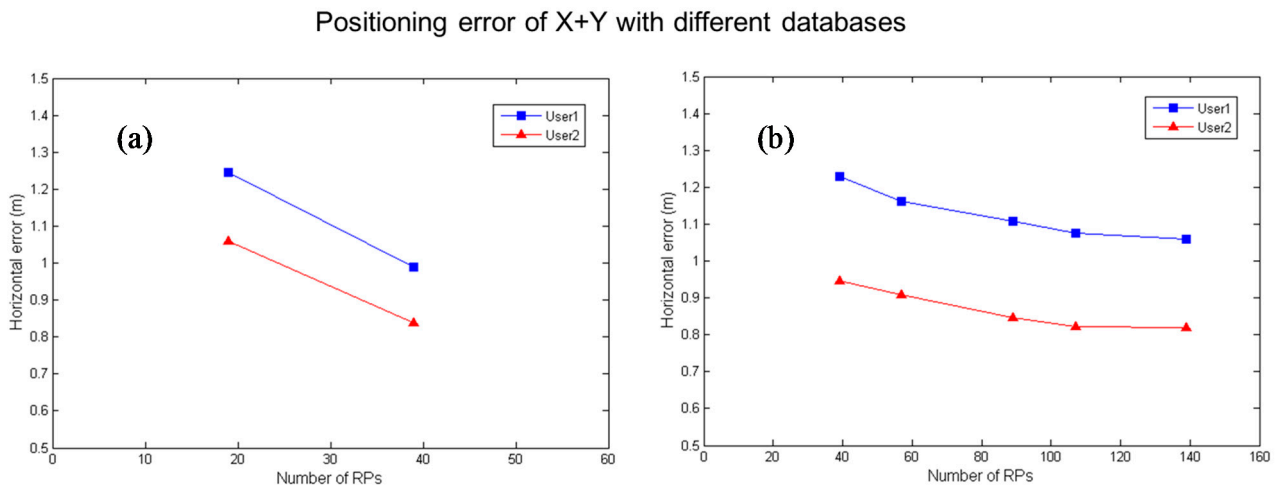 Positioning error of X+Y with different databases
(a)
User1
User2
1.5
1.4
1.3
1.2
1.1
1
0.9
0.8
0.7
0.6
0.5
Horizontal error (m)
0 10 20 30 40 50 60
Number of RPs
(b)
User1
User2
1.5
1.4
1.3
1.2
1.1
1
0.9
0.8
0.7
0.6
0.5
Horizontal error (m)
0 20 40 60 80 100 120 140 160
Number of RPs